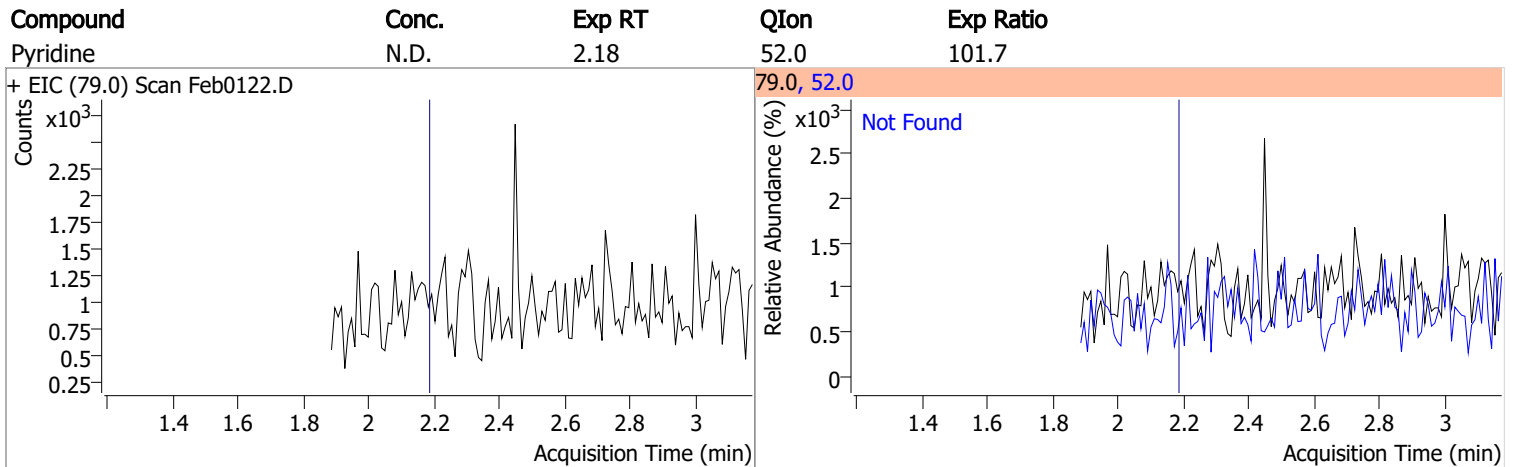 Compound Conc. Exp RT QIon Exp Ratio
Pyridine N.D. 2.18 52.0 101.7
+ EIC (79.0) Scan Feb0122.D
Counts
x10³
2.25
2
1.75
1.5
1.25
1
0.75
0.5
0.25
1.4 1.6 1.8 2 2.2 2.4 2.6 2.8 3
Acquisition Time (min)
79.0, 52.0
Relative Abundance (%)
x10³
Not Found
2.5
2
1.5
1
0.5
0
1.4 1.6 1.8 2 2.2 2.4 2.6 2.8 3
Acquisition Time (min)